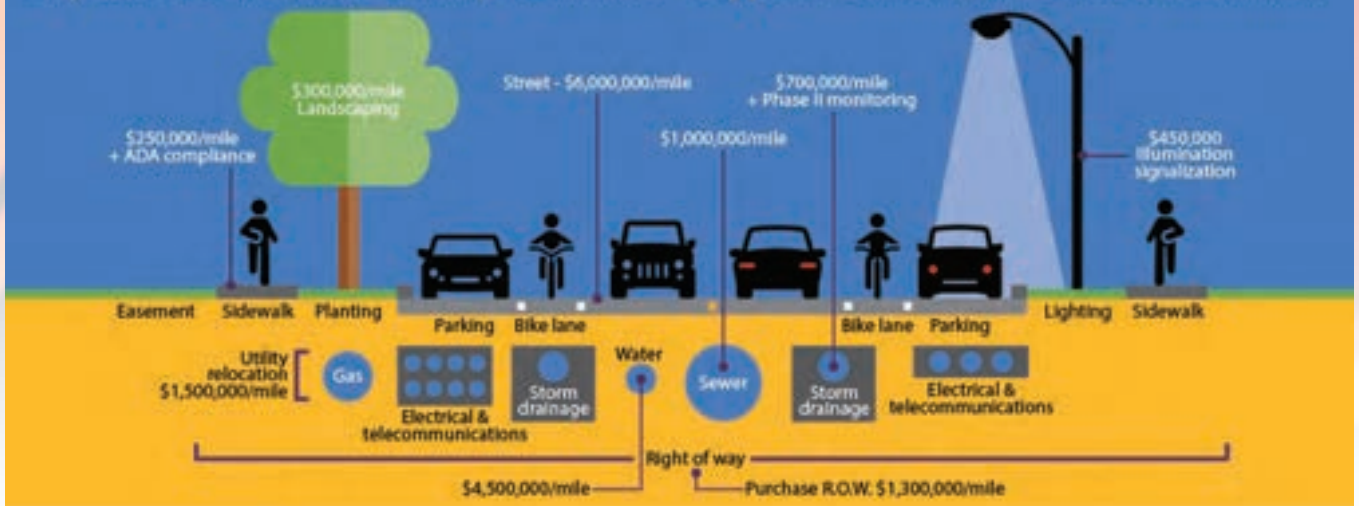 $300,000/mile
Landscaping
Street - $6,000,000/mile
$700,000/mile
+ Phase II monitoring
$250,000/mile
+ ADA compliance
$1,000,000/mile
$450,000
Illumination
signalization
Easement
Sidewalk
Planting
Parking
Bike lane
Bike lane
Parking
Lighting
Sidewalk
Utility
relocation
$1,500,000/mile
Gas
Electrical &
telecommunications
Storm
drainage
Water
Sewer
Storm
drainage
Electrical &
telecommunications
Right of way
$4,500,000/mile
Purchase R.O.W. $1,300,000/mile